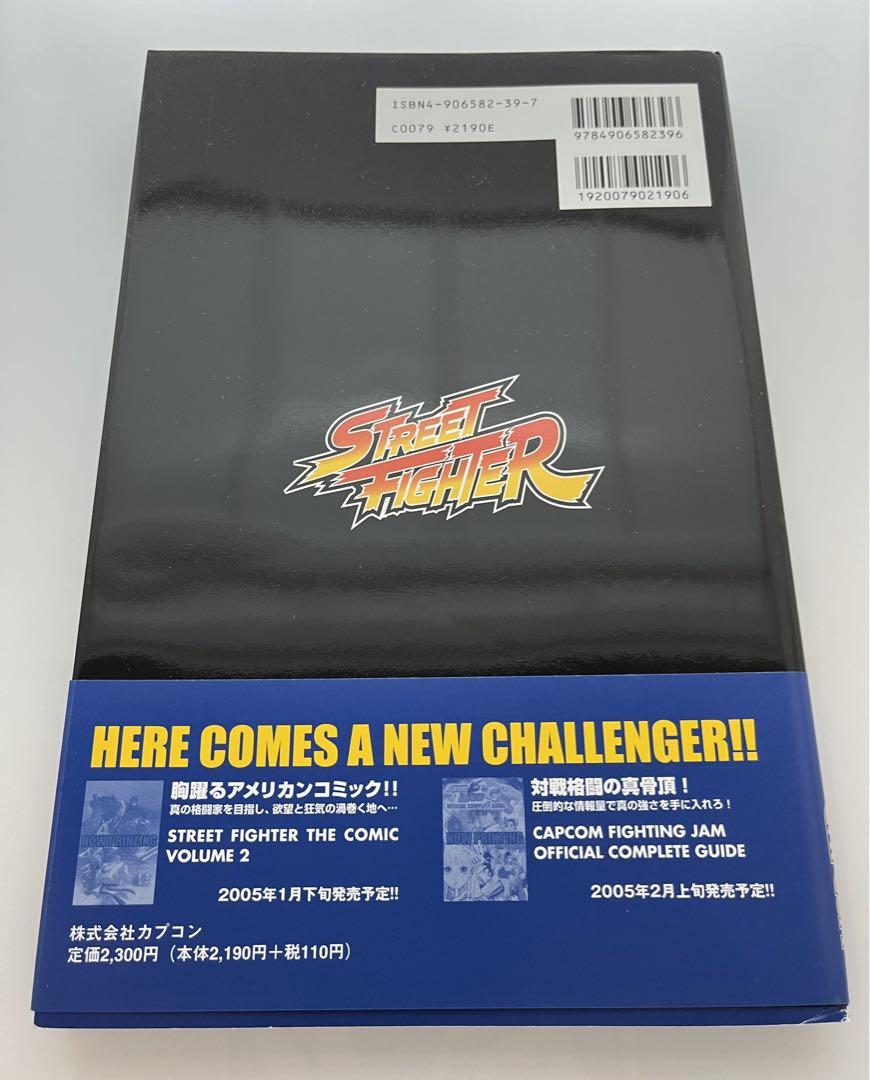 ISBN4-906582-39-7
C0079 ¥2190E
9784906582396
1920079021906
STREET
FIGHTER
HERE COMES A NEW CHALLENGER!!
胸躍るアメリカンコミック!!
真の格闘家を目指し、欲望と狂気の渦巻く地へ…
NOW PRINTING
STREET FIGHTER THE COMIC
VOLUME 2
2005年1月下旬発売予定!!
対戦格闘の真骨頂!
圧倒的な情報量で真の強さを手に入れろ!
OFFICIAL COMPLETE GUIDE
NOW PRINTING
CAPCOM FIGHTING JAM
OFFICIAL COMPLETE GUIDE
2005年2月上旬発売予定!!
株式会社カプコン
定価2,300円(本体2,190円+税110円)